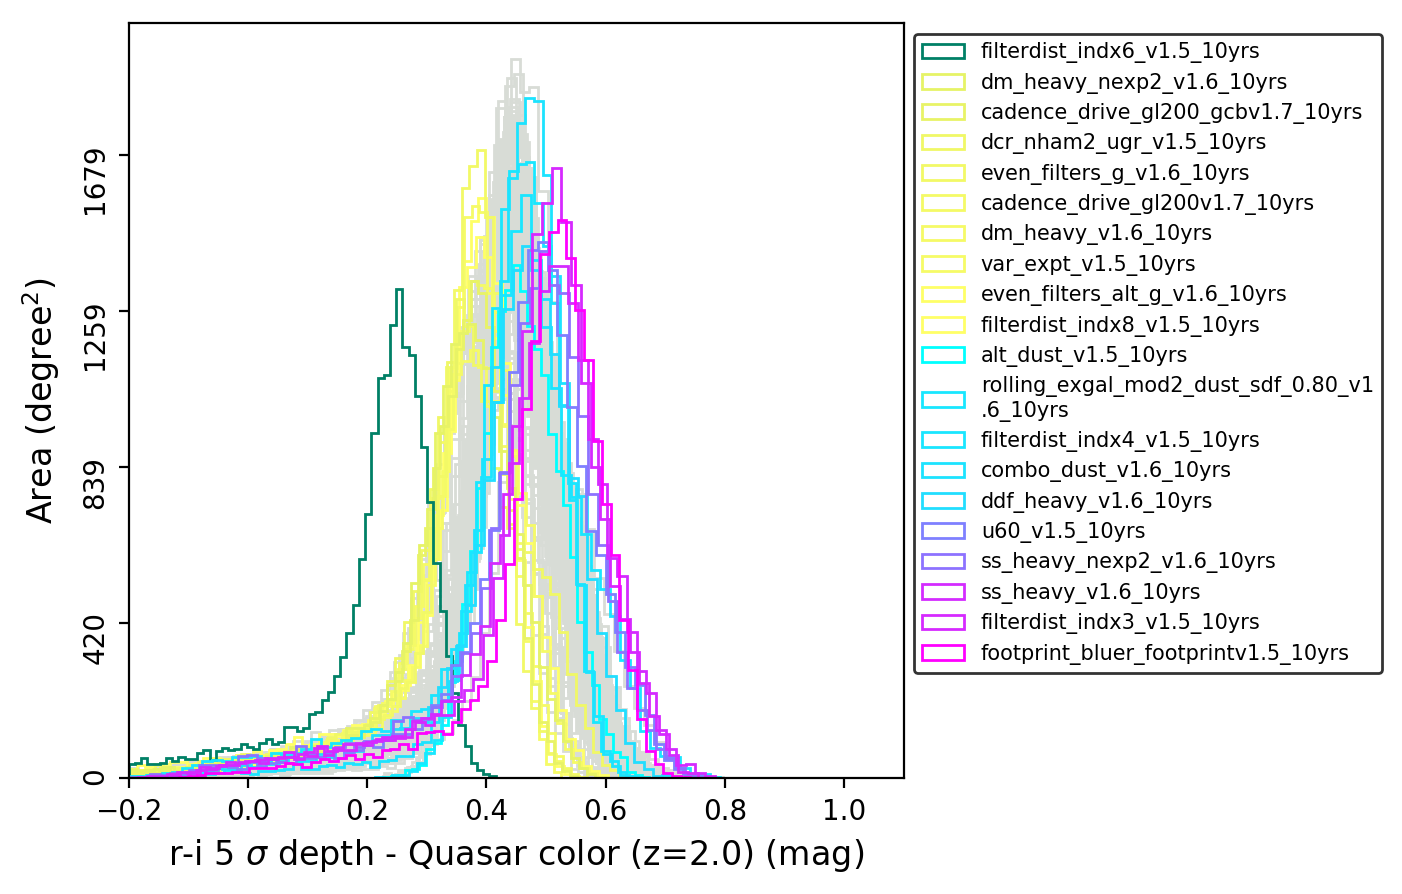 1679
1259
839
420
0
Area (degree²)
−0.2 0.0 0.2 0.4 0.6 0.8 1.0
r-i 5 σ depth - Quasar color (z=2.0) (mag)
filterdist_indx6_v1.5_10yrs
dm_heavy_nexp2_v1.6_10yrs
cadence_drive_gl200_gcbv1.7_10yrs
dcr_nham2_ugr_v1.5_10yrs
even_filters_g_v1.6_10yrs
cadence_drive_gl200v1.7_10yrs
dm_heavy_v1.6_10yrs
var_expt_v1.5_10yrs
even_filters_alt_g_v1.6_10yrs
filterdist_indx8_v1.5_10yrs
alt_dust_v1.5_10yrs
rolling_exgal_mod2_dust_sdf_0.80_v1
.6_10yrs
filterdist_indx4_v1.5_10yrs
combo_dust_v1.6_10yrs
ddf_heavy_v1.6_10yrs
u60_v1.5_10yrs
ss_heavy_nexp2_v1.6_10yrs
ss_heavy_v1.6_10yrs
filterdist_indx3_v1.5_10yrs
footprint_bluer_footprintv1.5_10yrs